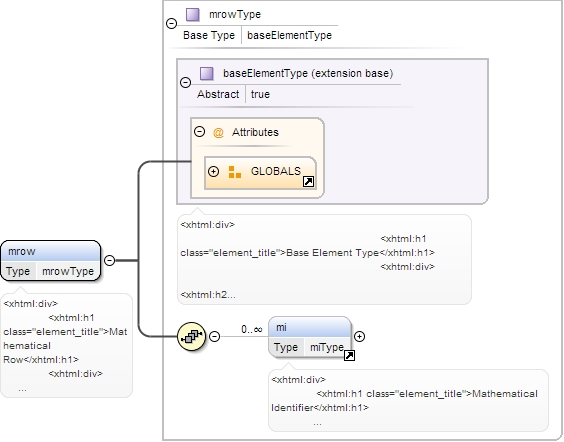 mrowType
Base Type baseElementType
baseElementType (extension base)
Abstract true
@ Attributes
GLOBALS
<xhtml:div>
<xhtml:h1
class="element_title">Base Element Type</xhtml:h1>
<xhtml:div>
<xhtml:h2...
mrow
Type mrowType
<xhtml:div>
<xhtml:h1
class="element_title">Mat
hematical
Row</xhtml:h1>
<xhtml:div>
...
0..∞
mi
Type miType
<xhtml:div>
<xhtml:h1 class="element_title">Mathematical
Identifier</xhtml:h1>
...